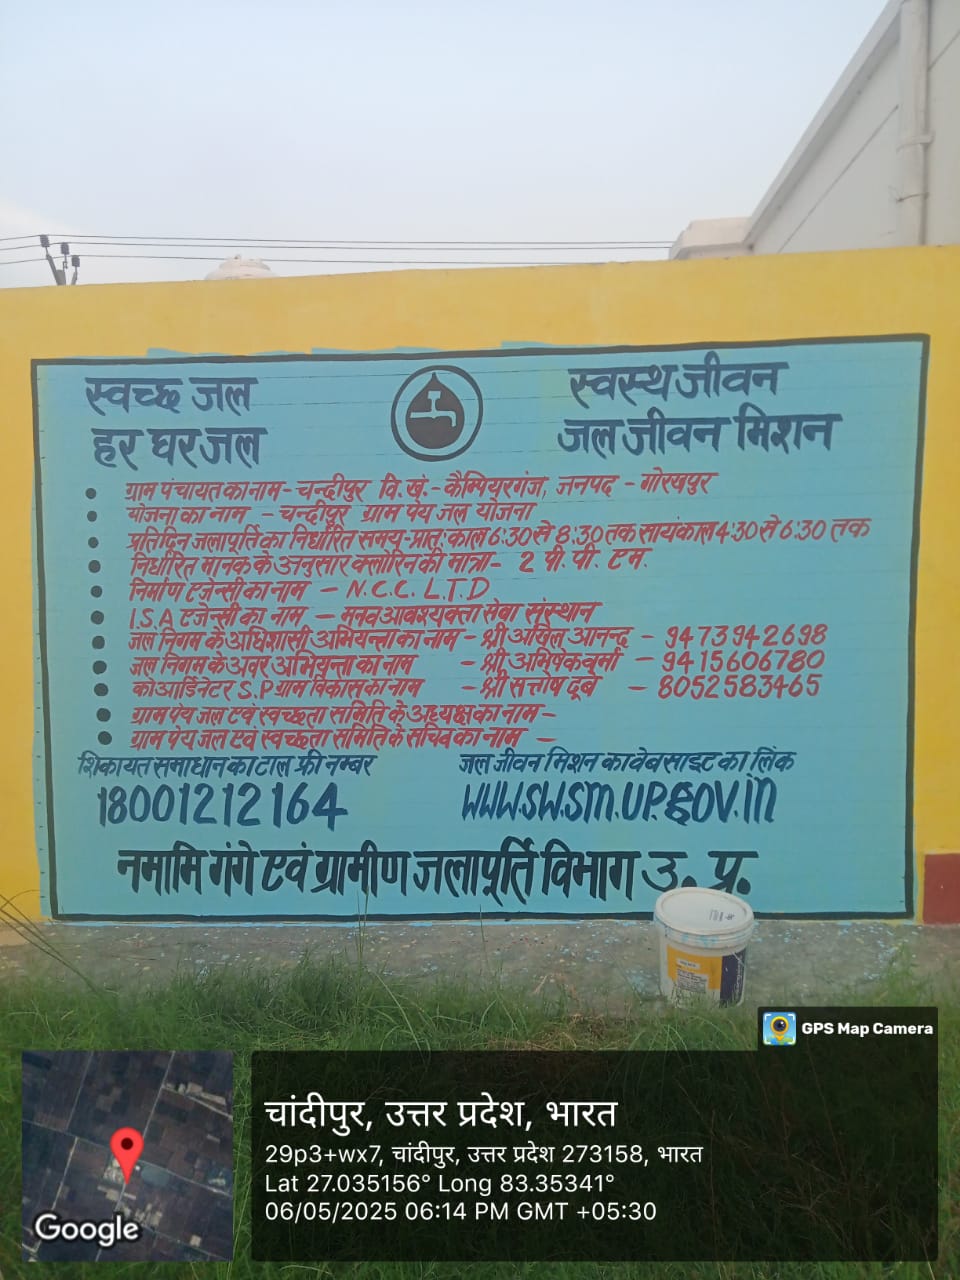 स्वच्छ जल
हर घर जल
स्वस्थ जीवन
जल जीवन मिशन
• ग्राम पंचायत का नाम - चन्दीपुर वि. खं. - कैम्पियरगंज, जनपद - गोरखपुर
• योजना का नाम - चन्दीपुर ग्राम पेय जल योजना
• प्रतिदिन जलापूर्ति का निर्धारित समय - प्रात: काल 6:30 से 8:30 तक सायंकाल 4:30 से 6:30 तक
• निर्धारित मानक के अनुसार क्लोरिन की मात्रा - 2 पी. पी. एम.
• निर्माण एजेन्सी का नाम - N.C.C. L.T.D
• I.S.A एजेन्सी का नाम - मनव आवश्यक्ता सेवा संस्थान
• जल निगम के अधिशासी अभियन्ता का नाम - श्री अखिल आनन्द - 9473942698
• जल निगम के अवर अभियन्ता का नाम - श्री अभिषेक वर्मा - 9415606780
• कोआर्डिनेटर S.P ग्राम विकास का नाम - श्री सन्तोष दूबे - 8052583465
• ग्राम पेय जल एवं स्वच्छता समिति के अध्यक्ष का नाम -
• ग्राम पेय जल एवं स्वच्छता समिति के सचिव का नाम -
शिकायत समाधान का टाल फ्री नम्बर
18001212164
जल जीवन मिशन का वेबसाइट का लिंक
WWW.SW.SM.UP.GOV.in
नमामि गंगे एवं ग्रामीण जलापूर्ति विभाग उ. प्र.
GPS Map Camera
चांदीपुर, उत्तर प्रदेश, भारत
29p3+wx7, चांदीपुर, उत्तर प्रदेश 273158, भारत
Lat 27.035156° Long 83.35341°
06/05/2025 06:14 PM GMT +05:30
Google